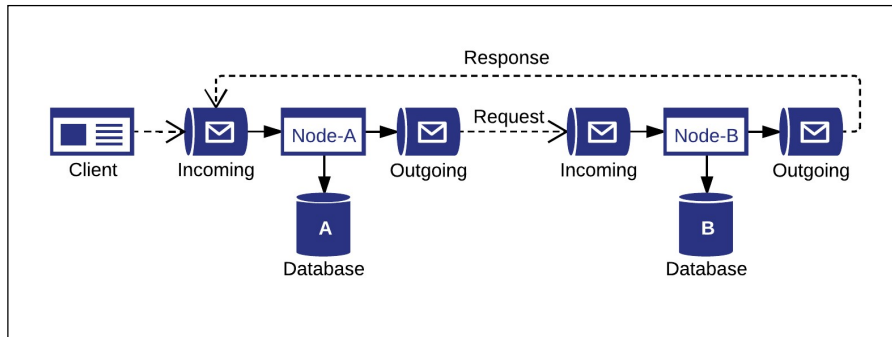 Response
Request
Node-A
Node-B
Client
Incoming
Outgoing
Incoming
Outgoing
A
B
Database
Database